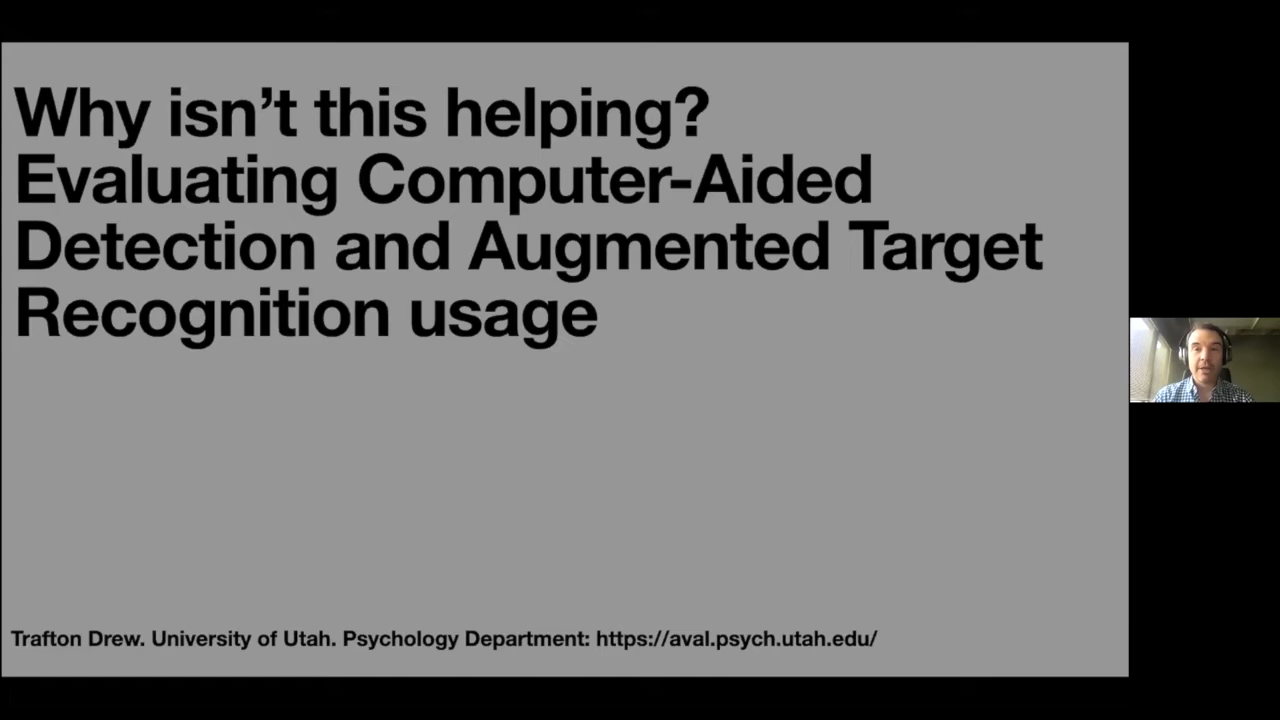 Why isn’t this helping?
Evaluating Computer-Aided
Detection and Augmented Target
Recognition usage
Trafton Drew. University of Utah. Psychology Department: https://aval.psych.utah.edu/